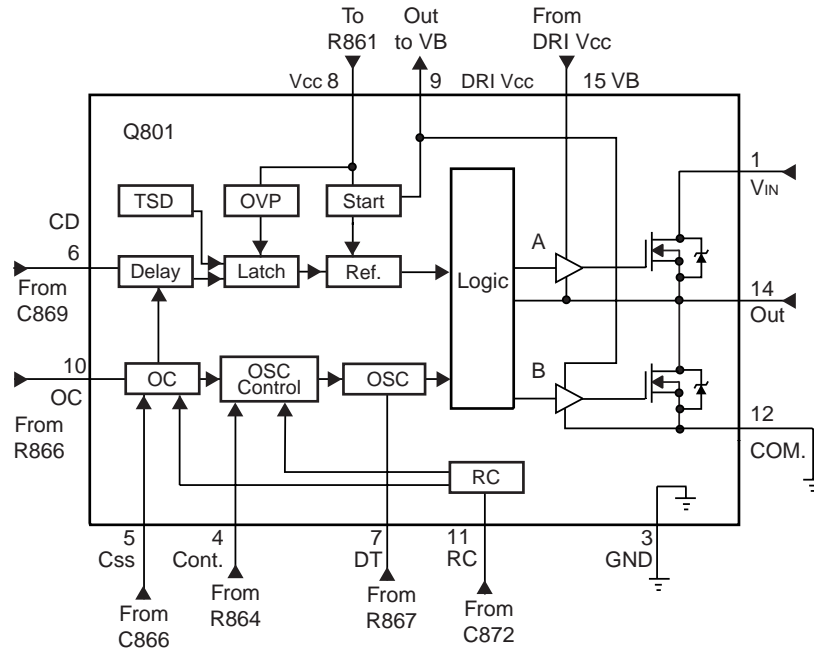 To
R861
Out
to VB
From
DRI Vcc
Vcc 8
9
DRI Vcc
15 VB
Q801
1
VIN
TSD
OVP
Start
CD
6
A
Delay
Latch
Ref.
Logic
From
C869
14
Out
10
OC
OC
OSC
Control
OSC
B
From
R866
12
COM.
RC
5
Css
4
Cont.
7
DT
11
RC
3
GND
From
C866
From
R864
From
R867
From
C872